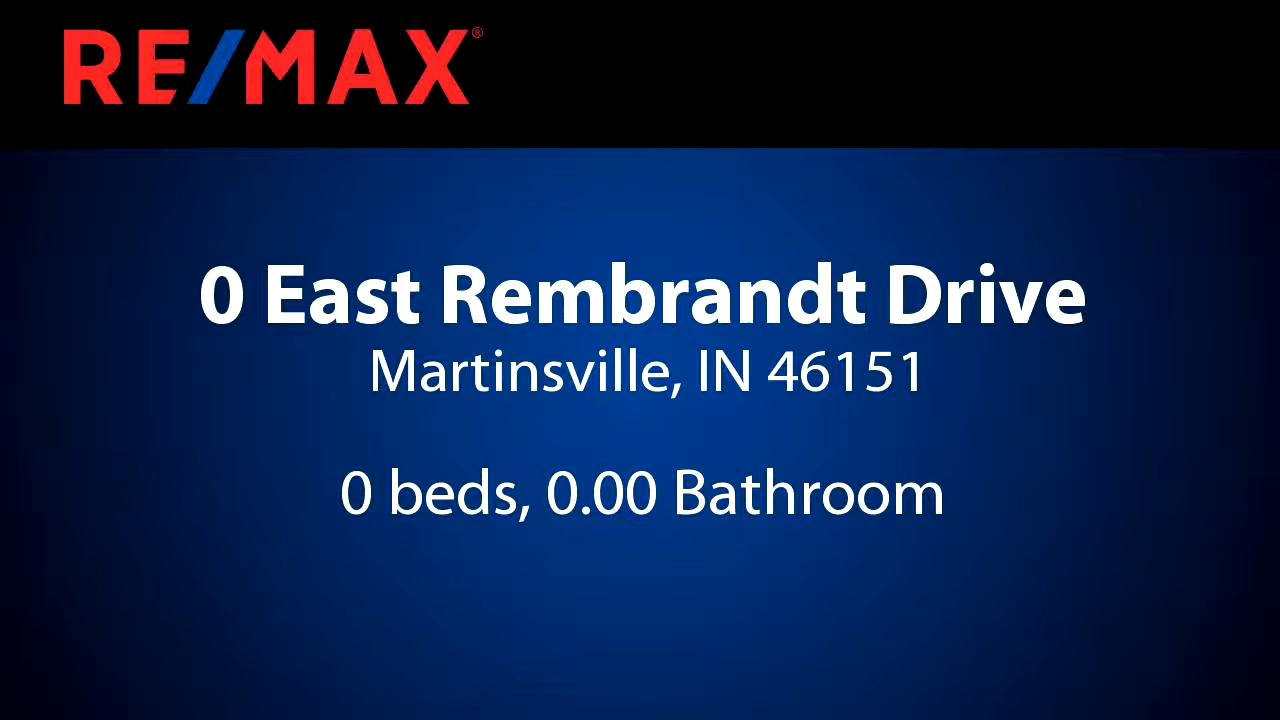 RE/MAX®
0 East Rembrandt Drive
Martinsville, IN 46151
0 beds, 0.00 Bathroom